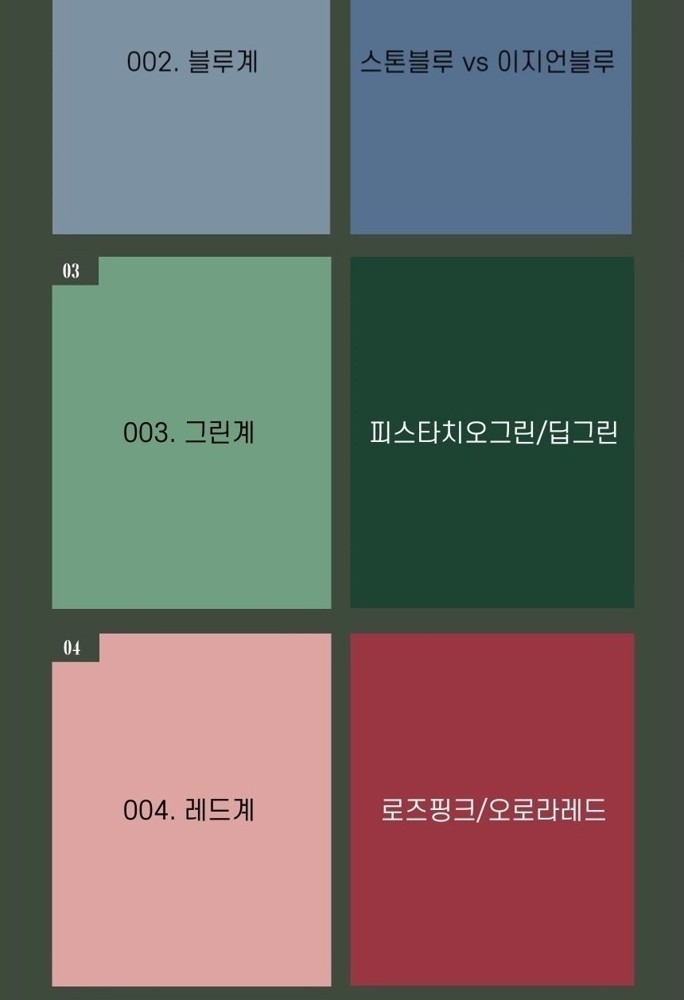 002. 블루계
스톤블루 vs 이지언블루
03
003. 그린계
피스타치오그린/딥그린
04
004. 레드계
로즈핑크/오로라레드